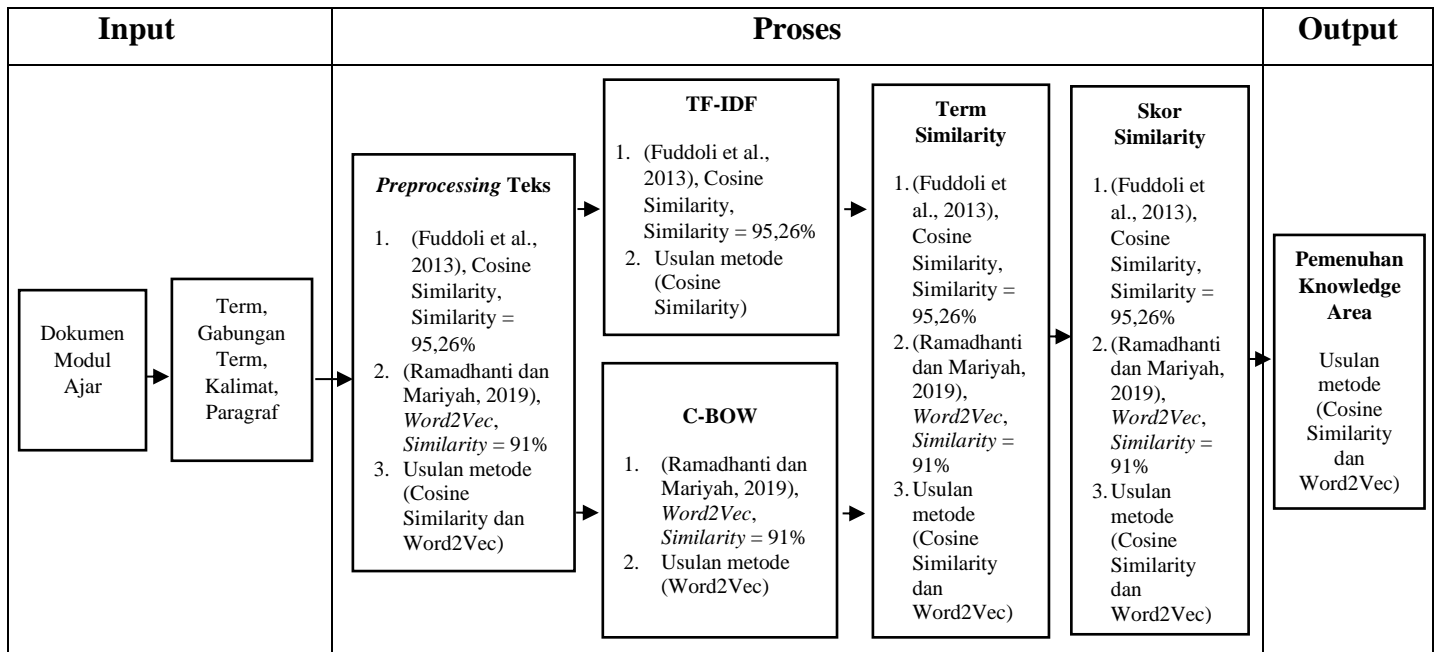 Input
Proses
Output
Dokumen
Modul
Ajar
Term,
Gabungan
Term,
Kalimat,
Paragraf
Preprocessing Teks
1. (Fuddoli et al.,
2013), Cosine
Similarity,
Similarity =
95,26%
2. (Ramadhanti dan
Mariyah, 2019),
Word2Vec,
Similarity = 91%
3. Usulan metode
(Cosine
Similarity dan
Word2Vec)
TF-IDF
1. (Fuddoli et al.,
2013), Cosine
Similarity,
Similarity = 95,26%
2. Usulan metode
(Cosine
Similarity)
C-BOW
1. (Ramadhanti dan
Mariyah, 2019),
Word2Vec,
Similarity = 91%
2. Usulan metode
(Word2Vec)
Term
Similarity
1. (Fuddoli et
al., 2013),
Cosine
Similarity,
Similarity =
95,26%
2. (Ramadhanti
dan Mariyah,
2019),
Word2Vec,
Similarity =
91%
3. Usulan
metode
(Cosine
Similarity
dan
Word2Vec)
Skor
Similarity
1. (Fuddoli et
al., 2013),
Cosine
Similarity,
Similarity =
95,26%
2. (Ramadhanti
dan Mariyah,
2019),
Word2Vec,
Similarity =
91%
3. Usulan
metode
(Cosine
Similarity
dan
Word2Vec)
Pemenuhan
Knowledge
Area
Usulan
metode
(Cosine
Similarity
dan
Word2Vec)